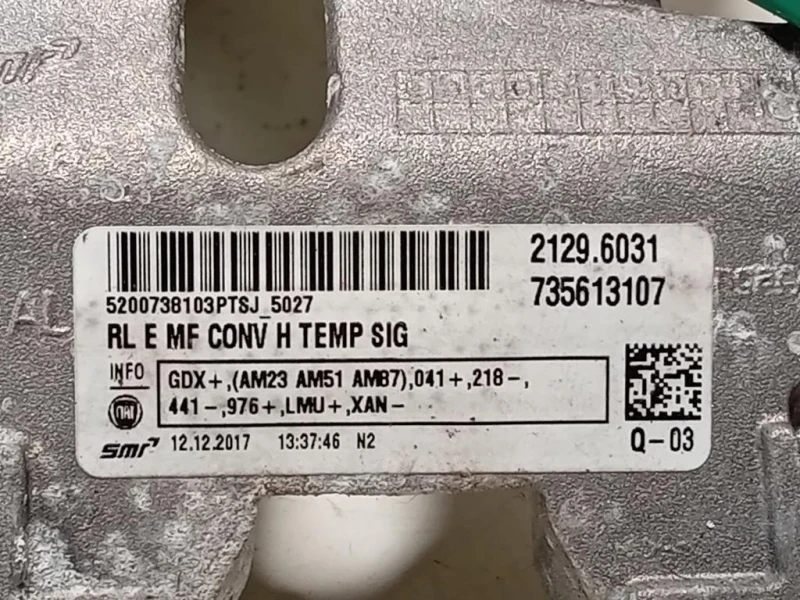 2129.6031
5200738103PTSJ_5027
735613107
RL E MF CONV H TEMP SIG
INFO
GDX+,(AM23 AM51 AM87),041+,218-,
441-,976+,LMU+,XAN-
FIAT
smr
12.12.2017 13:37:46 N2
Q-03